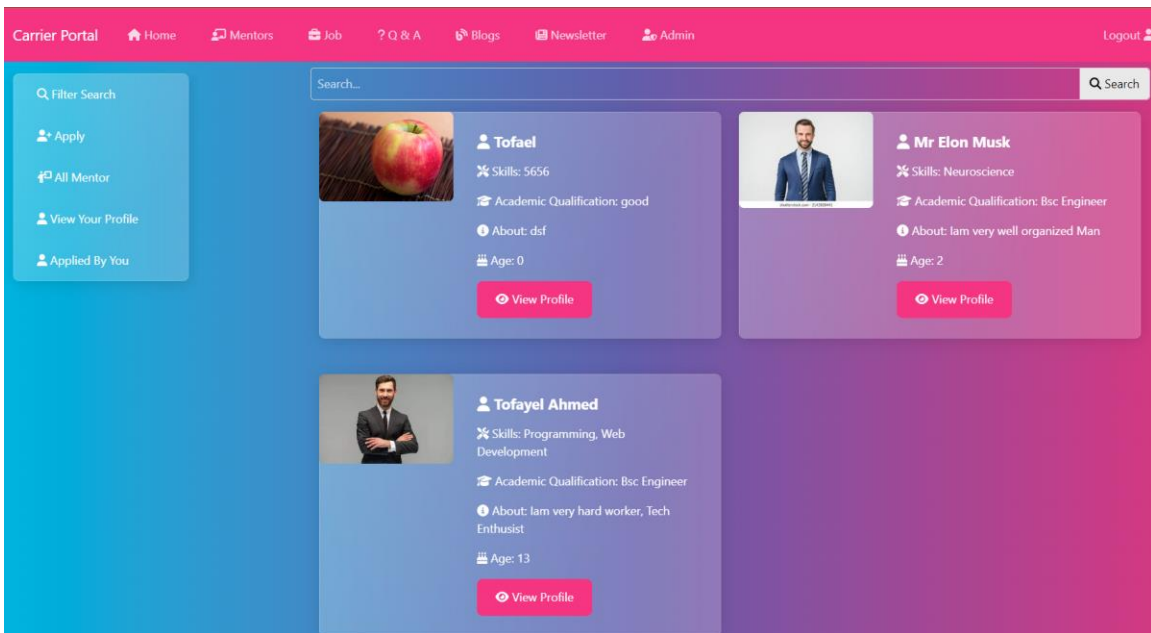 Carrier Portal Home Mentors Job ? Q & A Blogs Newsletter Admin Logout
Filter Search
Apply
All Mentor
View Your Profile
Applied By You
Search... Search
Tofael
Skills: 5656
Academic Qualification: good
About: dsf
Age: 0
View Profile
Mr Elon Musk
Skills: Neuroscience
Academic Qualification: Bsc Engineer
About: Iam very well organized Man
Age: 2
View Profile
Tofayel Ahmed
Skills: Programming, Web
Development
Academic Qualification: Bsc Engineer
About: Iam very hard worker, Tech
Enthusist
Age: 13
View Profile